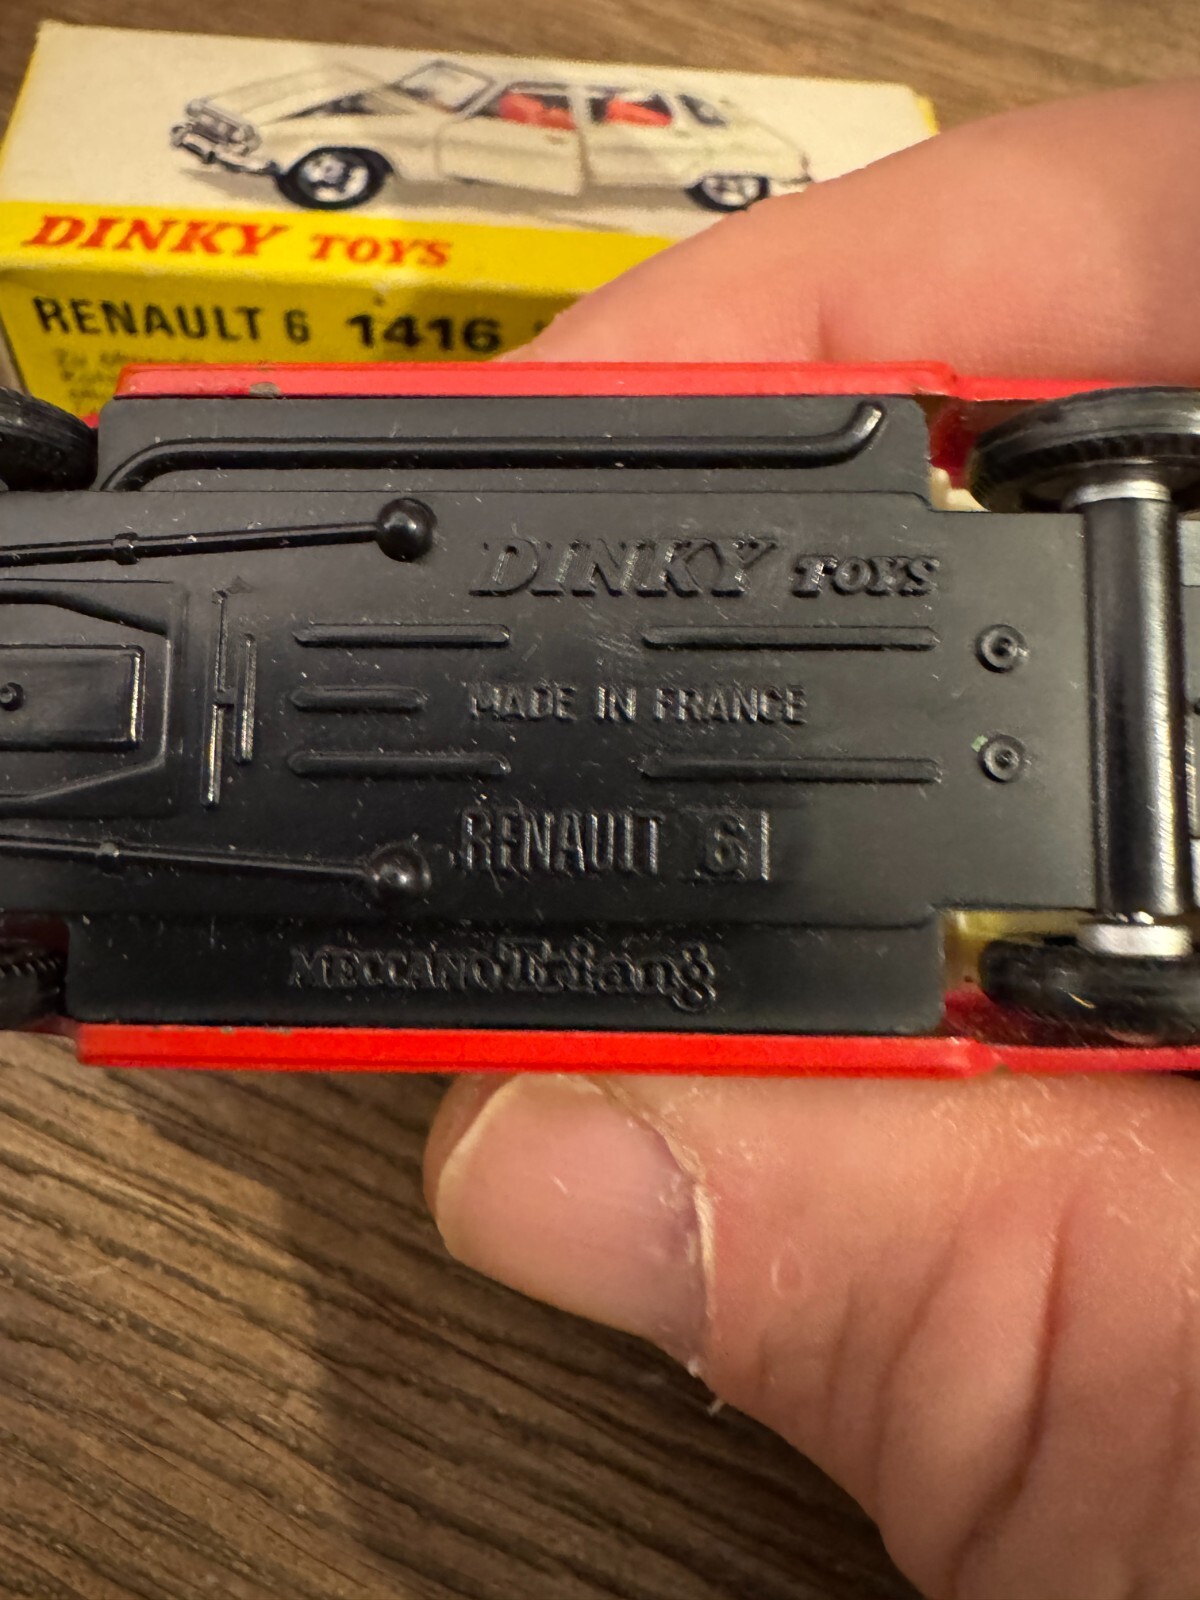 DINKY TOYS
RENAULT 6 1416
DINKY TOYS
MADE IN FRANCE
RENAULT 6
MECCANO Triang